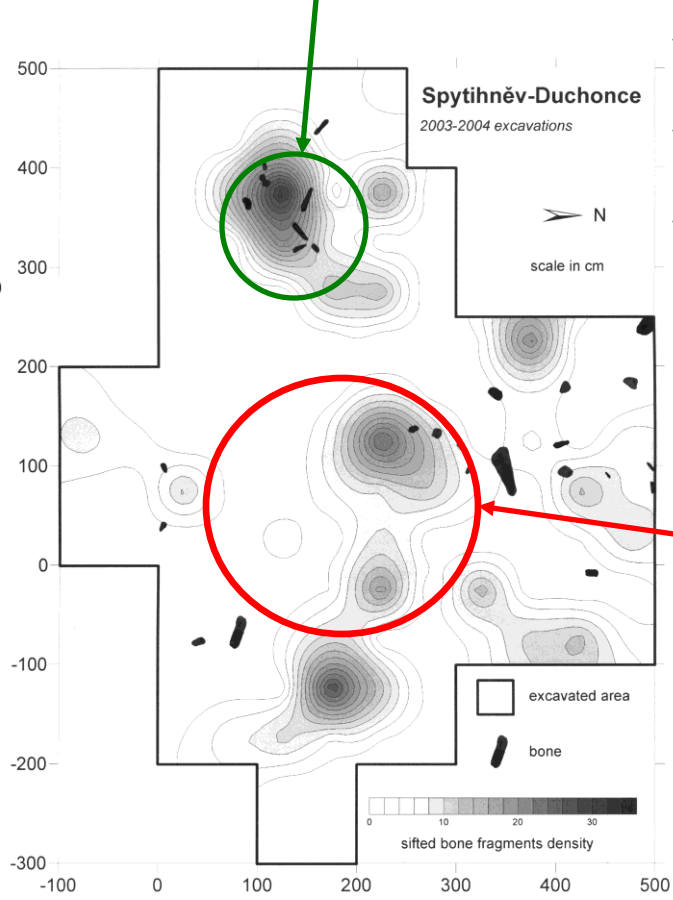 Spytihněv-Duchonce
2003-2004 excavations
N
scale in cm
500
400
300
200
100
0
-100
-200
-300
excavated area
bone
0 10 20 30
sifted bone fragments density
-100 0 100 200 300 400 500